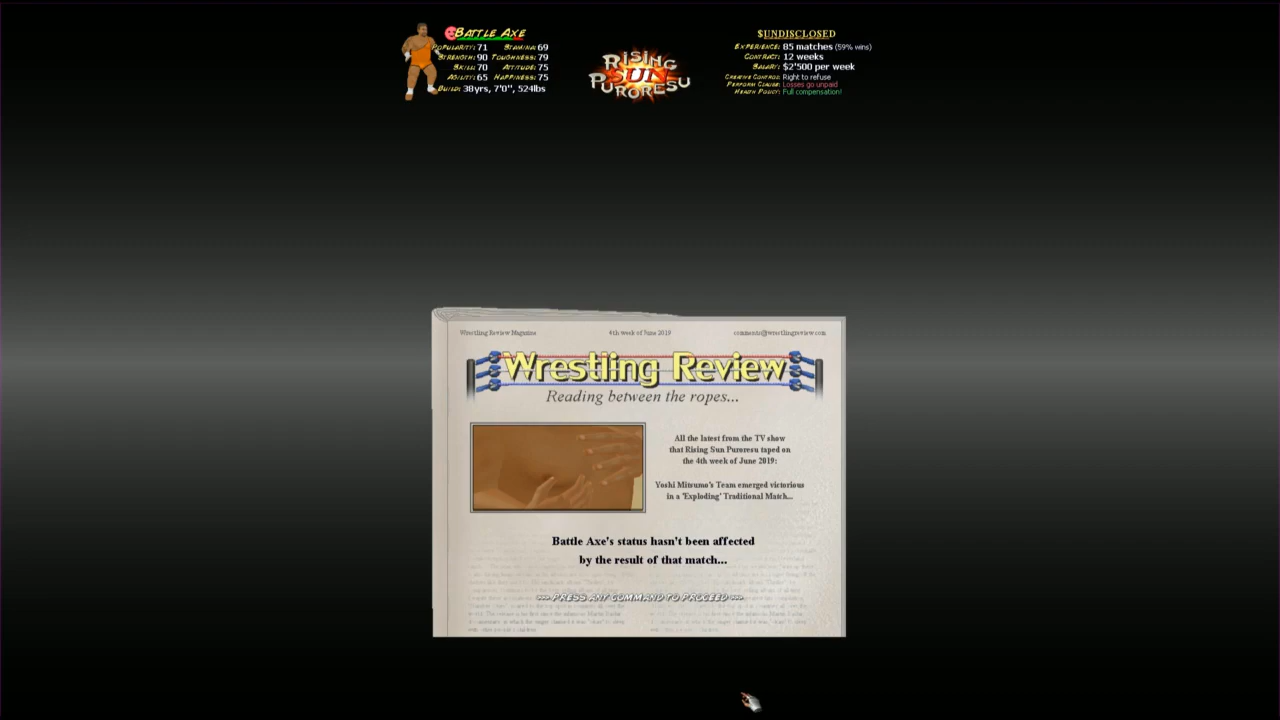 BATTLE AXE
POPULARITY: 71 STAMINA: 69
STRENGTH: 90 TOUGHNESS: 79
SKILL: 70 ATTITUDE: 75
AGILITY: 65 HAPPINESS: 75
BUILD: 38yrs, 7'0", 524lbs
RISING
SUN
PURORESU
$UNDISCLOSED
EXPERIENCE: 85 matches (59% wins)
CONTRACT: 12 weeks
SALARY: $2'500 per week
CREATIVE CONTROL: Right to refuse
PERFORM CLAUSE: Losses go unpaid
HEALTH POLICY: Full compensation!
Wrestling Review Magazine 4th week of June 2019 comments@wrestlingreview.com
Wrestling Review
Reading between the ropes...
All the latest from the TV show
that Rising Sun Puroresu taped on
the 4th week of June 2019:
Yoshi Mitsumo's Team emerged victorious
in a 'Exploding' Traditional Match...
Battle Axe's status hasn't been affected
by the result of that match...
>>> PRESS ANY COMMAND TO PROCEED >>>